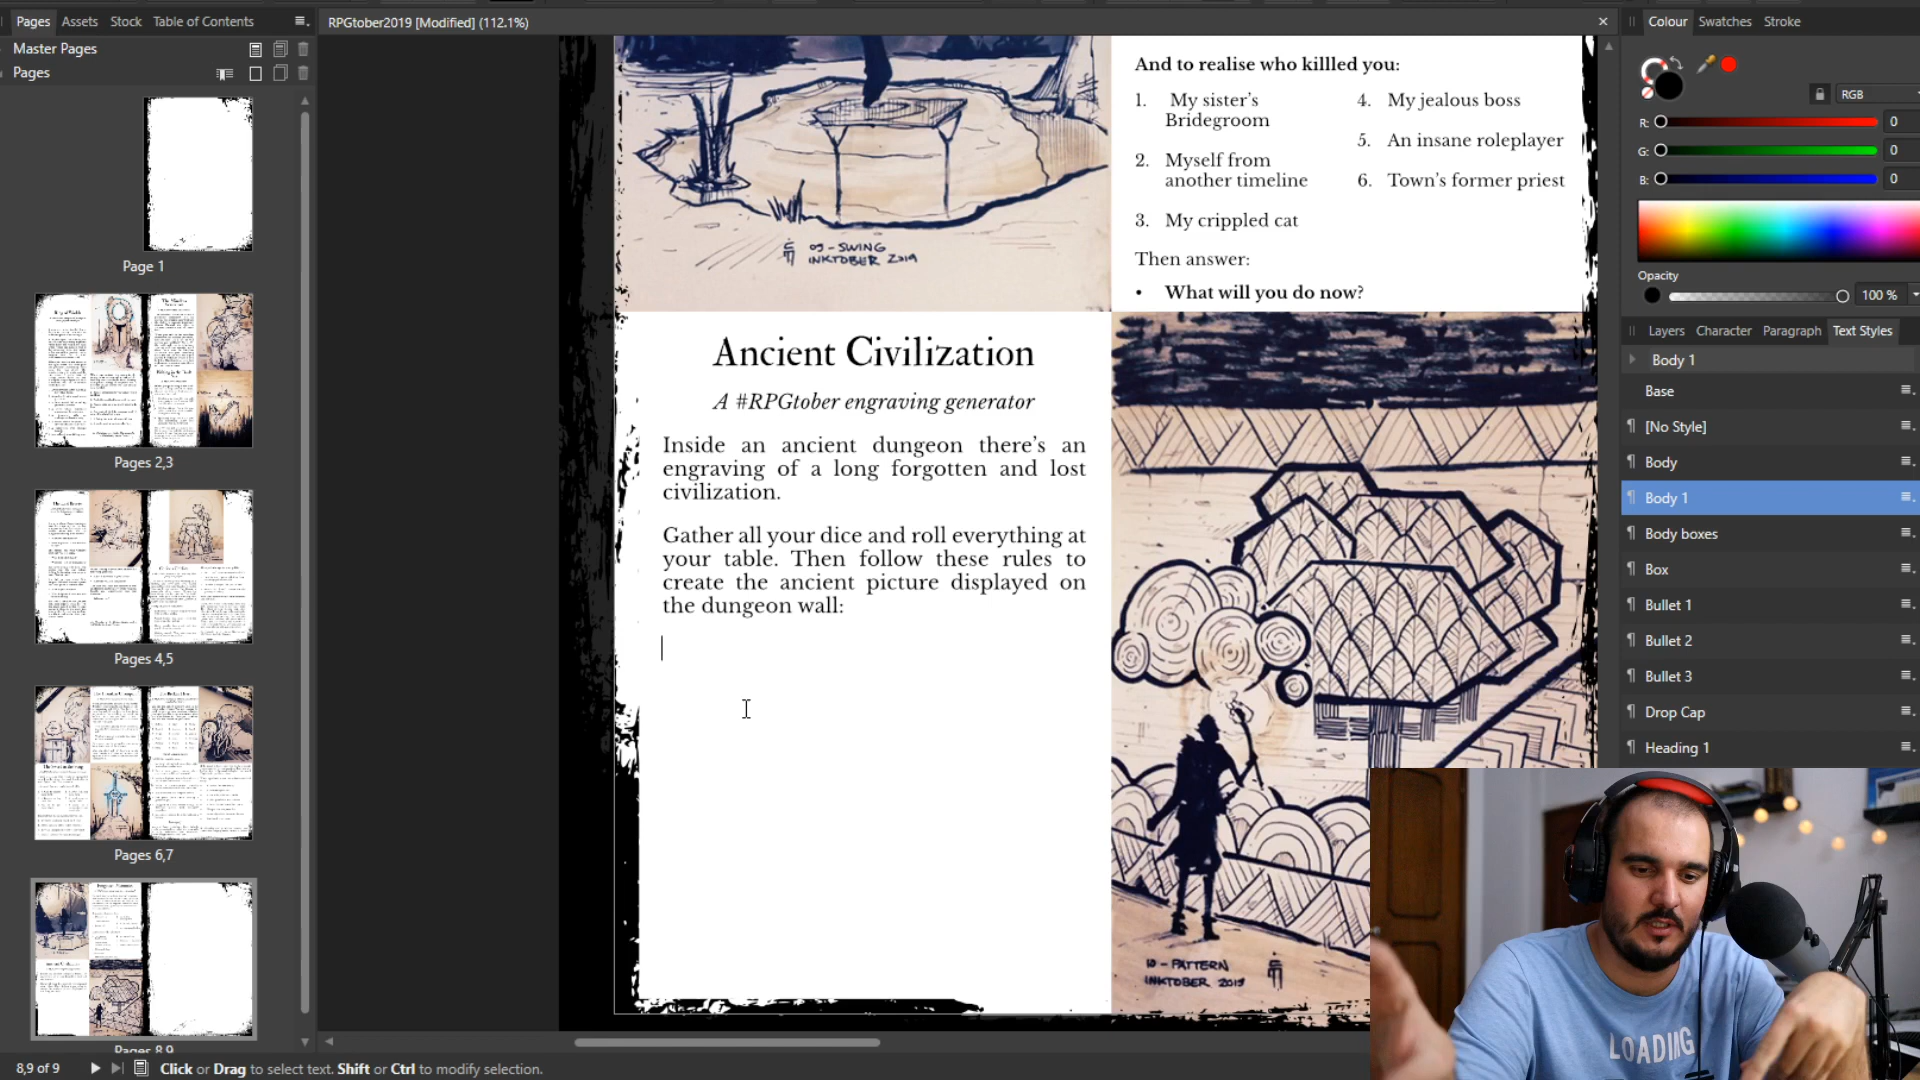 Pages Assets Stock Table of Contents
Master Pages
Pages
Page 1
Pages 2,3
Pages 4,5
Pages 6,7
Pages 8,9
RPGtober2019 [Modified] (112.1%)
09 - SWING
INKTOBER 2019
And to realise who killled you:
1. My sister's
Bridegroom
2. Myself from
another timeline
3. My crippled cat
4. My jealous boss
5. An insane roleplayer
6. Town's former priest
Then answer:
• What will you do now?
Ancient Civilization
A #RPGtober engraving generator
Inside an ancient dungeon there's an
engraving of a long forgotten and lost
civilization.
Gather all your dice and roll everything at
your table. Then follow these rules to
create the ancient picture displayed on
the dungeon wall:
10 - PATTERN
INKTOBER 2019
Colour Swatches Stroke
RGB
R: 0
G: 0
B: 0
Opacity
100 %
Layers Character Paragraph Text Styles
Body 1
Base
[No Style]
Body
Body 1
Body boxes
Box
Bullet 1
Bullet 2
Bullet 3
Drop Cap
Heading 1
LOADING
8,9 of 9
Click or Drag to select text. Shift or Ctrl to modify selection.